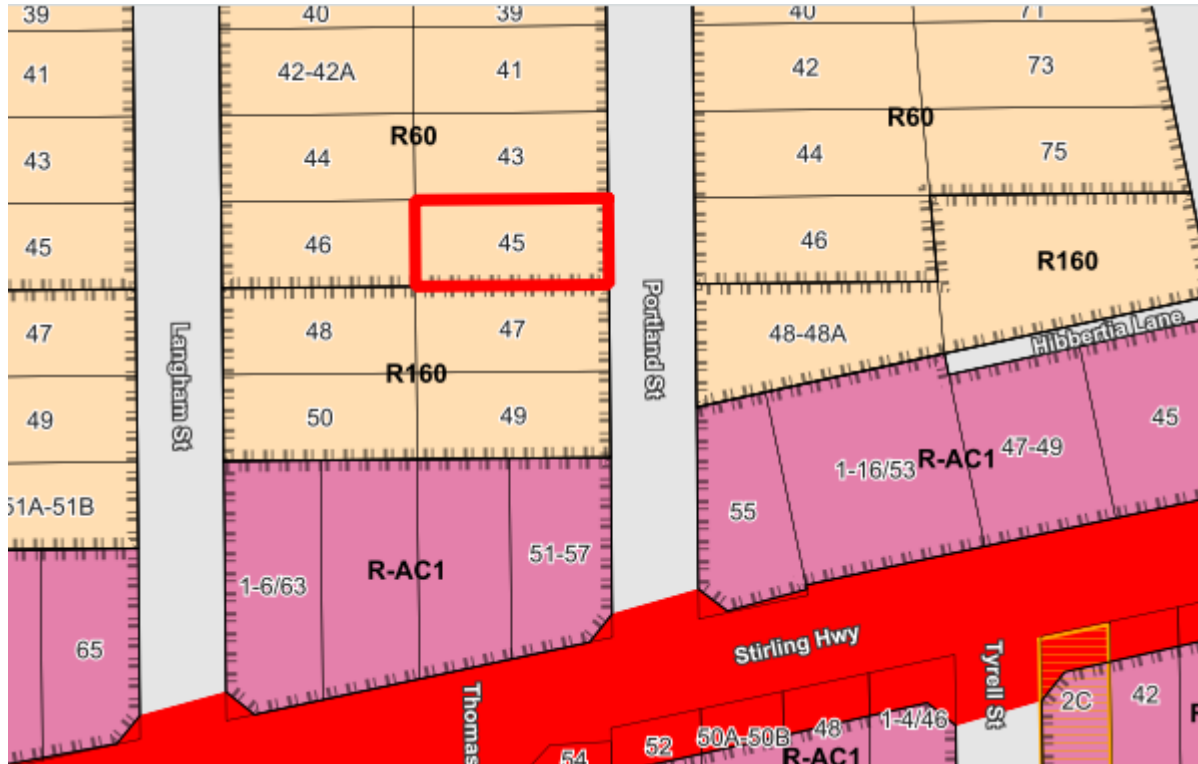 39
40
39
40
71
41
42-42A
41
42
73
R60
R60
43
44
43
44
75
45
46
45
46
R160
47
48
47
48-48A
Hibbertia Lane
Langham St
Portland St
R160
49
50
49
45
47-49
1-16/53
R-AC1
51A-51B
55
51-57
R-AC1
1-6/63
65
Stirling Hwy
Tyrell St
Thomas
2C
42
1-4/46
48
50A-50B
52
54
R-AC1